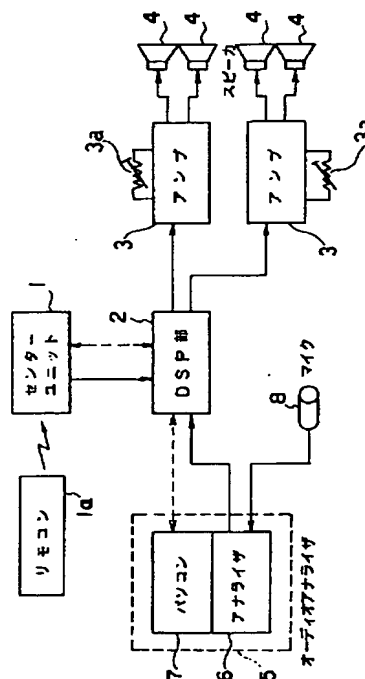 4
4
4
4
スピーカ
3a
アンプ
3
アンプ
3
3a
1
センター
ユニット
2
DSP部
リモコン
1a
8
マイク
パソコン
アナライザ
7
6
5
オーディオアナライザ